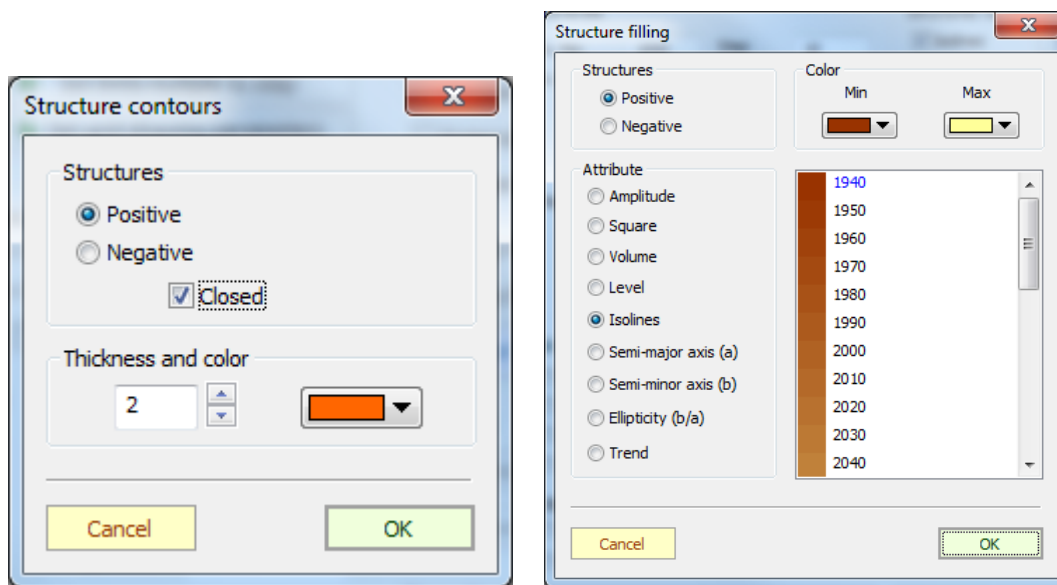 Structure contours
Structures
Positive
Negative
Closed
Thickness and color
2
Cancel
OK
Structure filling
Structures
Positive
Negative
Color
Min
Max
Attribute
Amplitude
Square
Volume
Level
Isolines
Semi-major axis (a)
Semi-minor axis (b)
Ellipticity (b/a)
Trend
1940
1950
1960
1970
1980
1990
2000
2010
2020
2030
2040
Cancel
OK